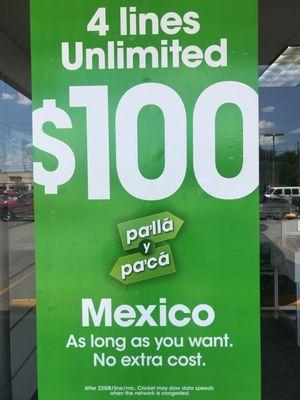 4 lines
Unlimited
$100
pa'llá
y
pa'cá
Mexico
As long as you want.
No extra cost.
After 22GB/line/mo., Cricket may slow data speeds
when the network is congested.